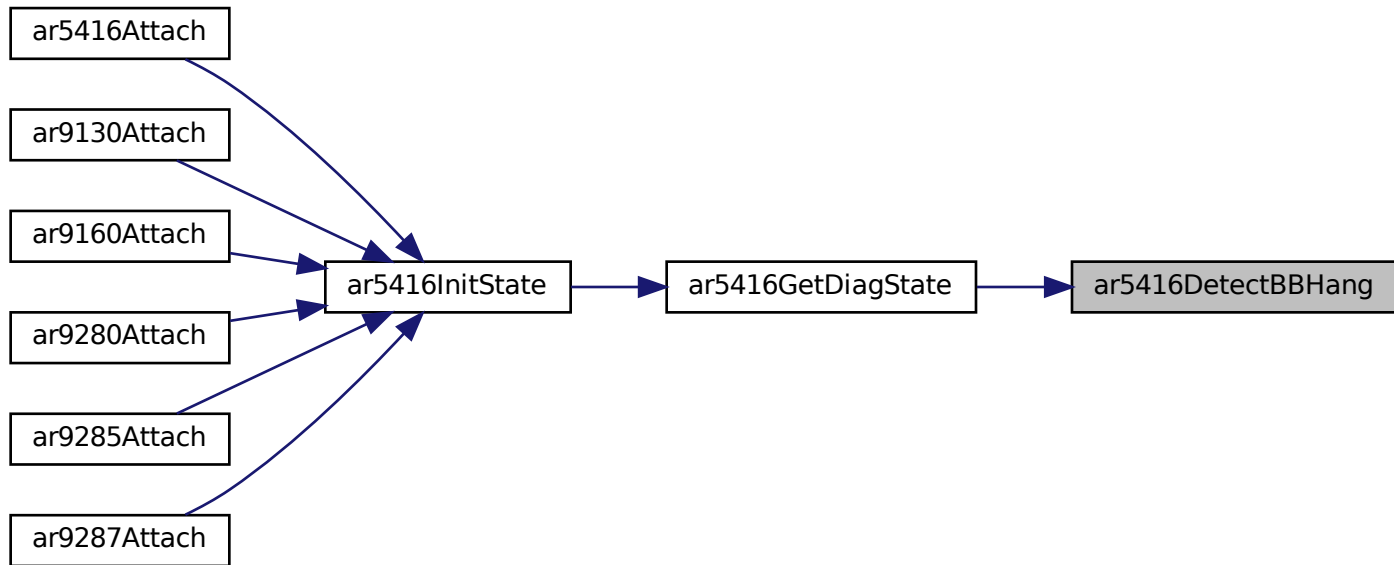 ar5416Attach
ar9130Attach
ar9160Attach
ar9280Attach
ar9285Attach
ar9287Attach
ar5416InitState
ar5416GetDiagState
ar5416DetectBBHang